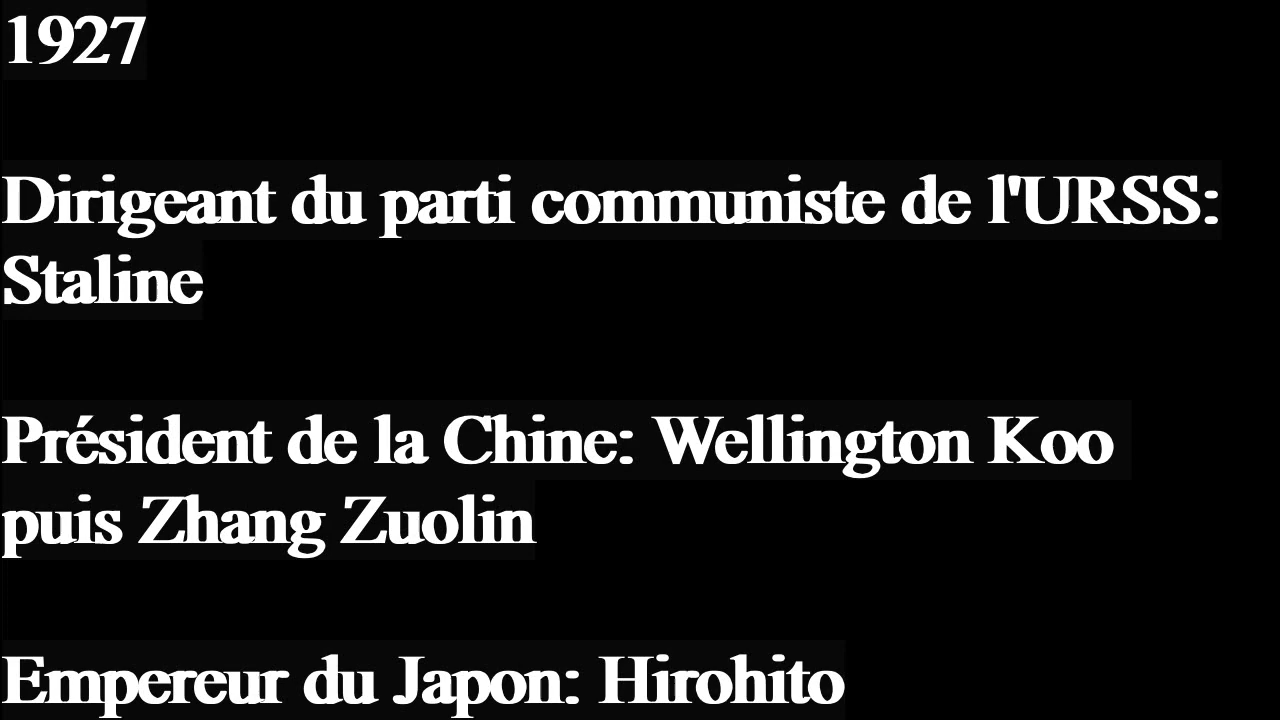 1927
Dirigeant du parti communiste de l'URSS:
Staline
Président de la Chine: Wellington Koo
puis Zhang Zuolin
Empereur du Japon: Hirohito